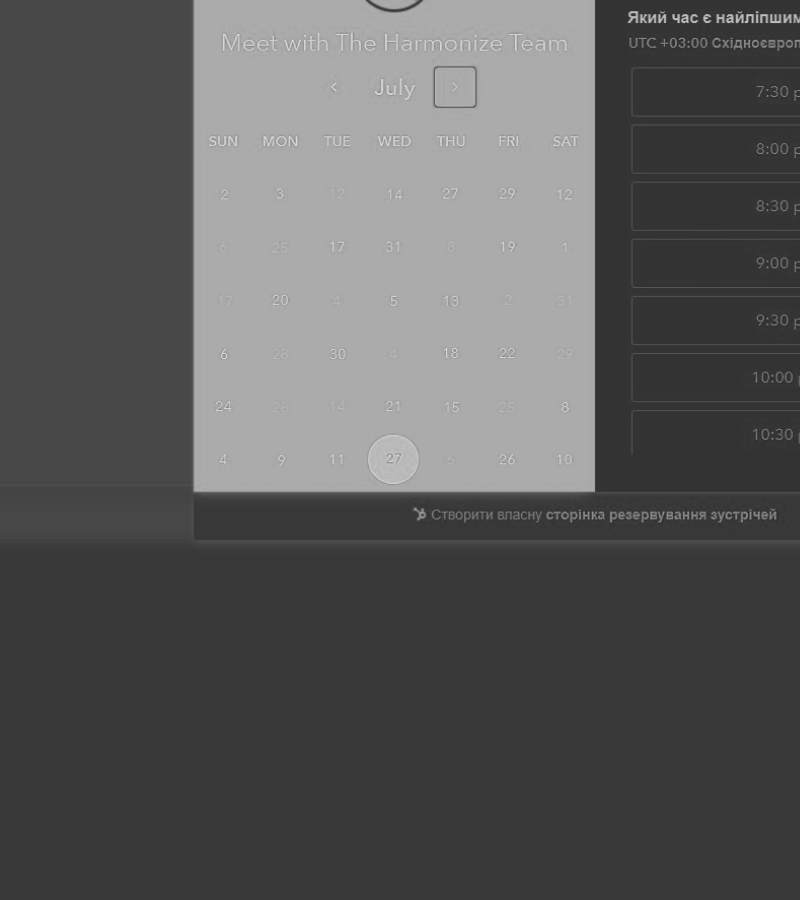 Meet with The Harmonize Team
July
SUN MON TUE WED THU FRI SAT
2 3 12 14 27 29 12
6 25 17 31 8 19 1
17 20 4 5 13 2 31
6 28 30 4 18 22 29
24 28 14 21 15 25 8
4 9 11 27 6 26 10
Який час є найліпшим
UTC +03:00 Східноєвроп
7:30 p
8:00 p
8:30 p
9:00 p
9:30 p
10:00 p
10:30 p
Створити власну сторінка резервування зустрічей